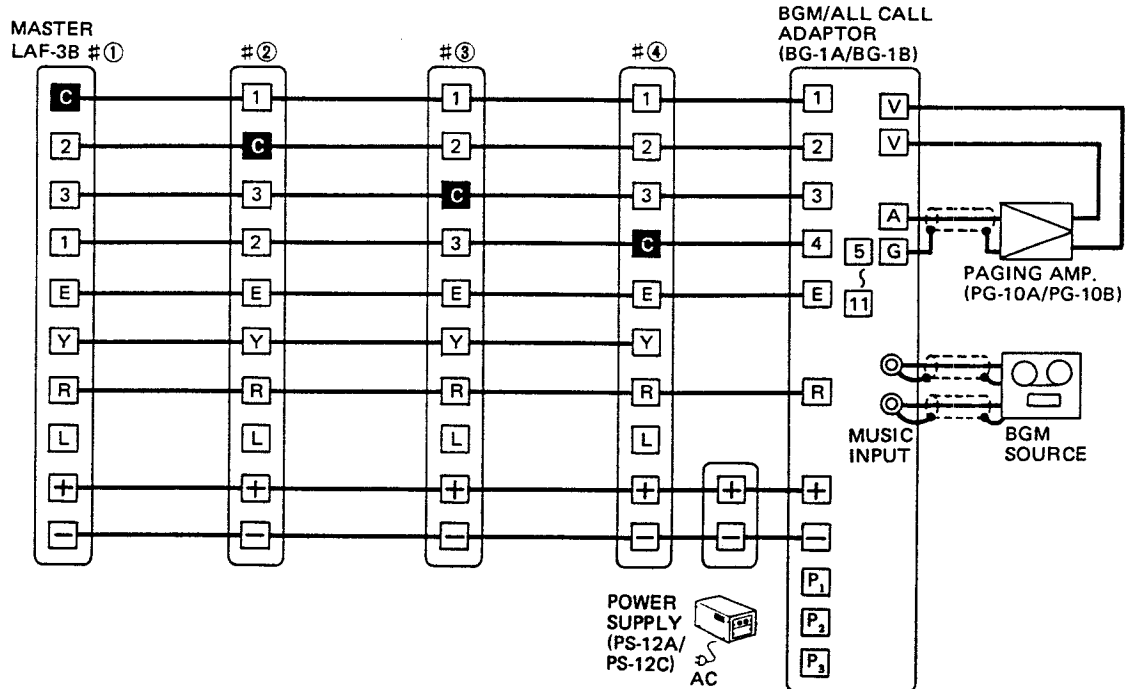 MASTER
LAF-3B #①
#②
#③
#④
BGM/ALL CALL
ADAPTOR
(BG-1A/BG-1B)
C 1 1 1 1 V
2 C 2 2 2 V
3 3 C 3 3 A
1 2 3 C 4 5 G
E E E E E 11
PAGING AMP.
(PG-10A/PG-10B)
Y Y Y Y
R R R R R
L L L L
MUSIC
INPUT
BGM
SOURCE
+ + + + + +
− − − − − −
P₁
P₂
P₃
POWER
SUPPLY
(PS-12A/
PS-12C)
AC